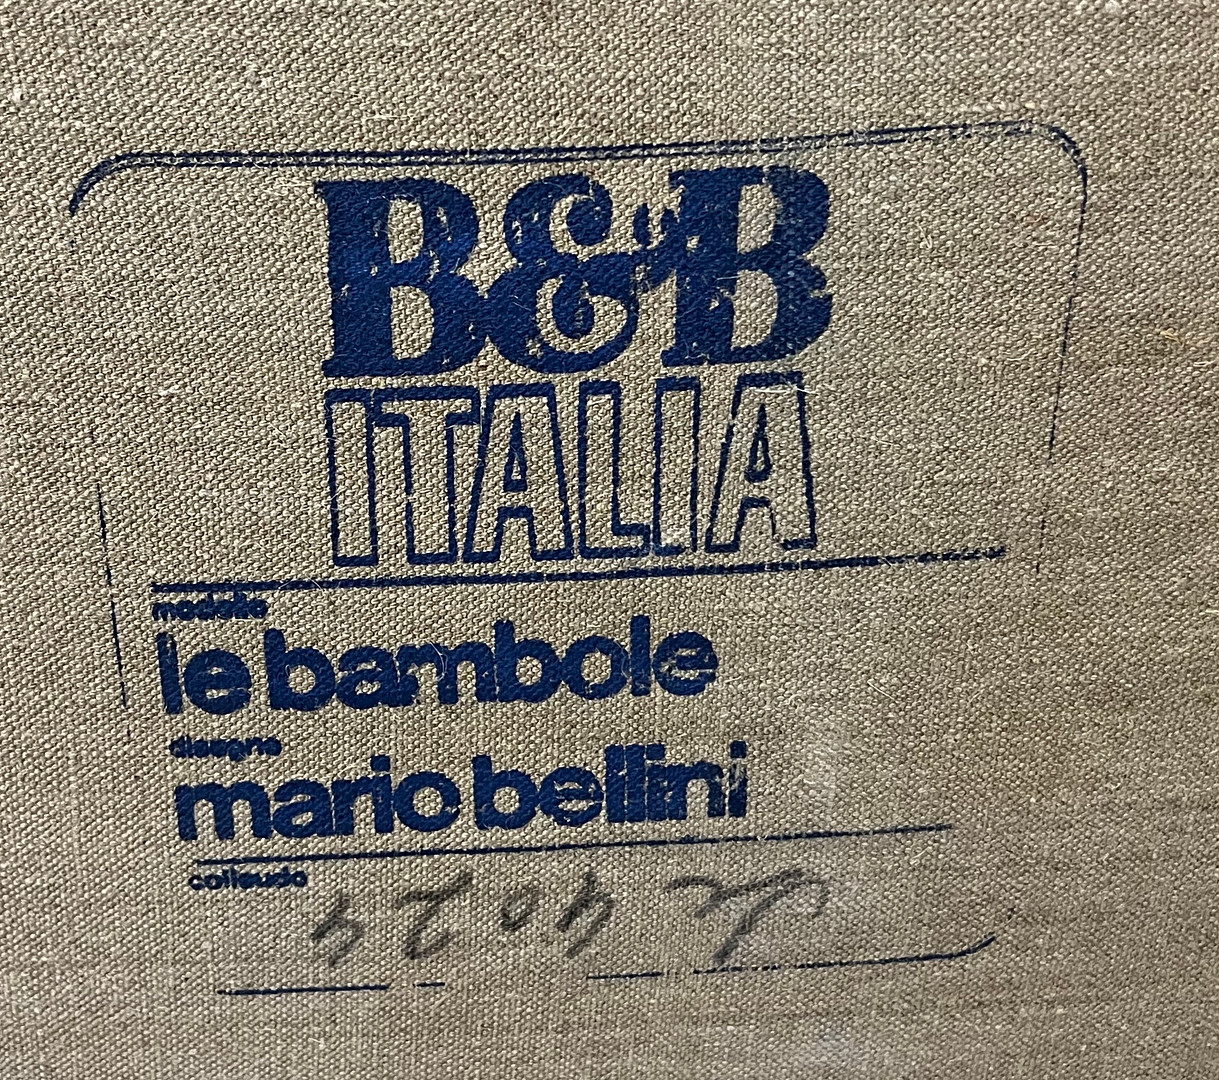 B&B
ITALIA
modello
le bambole
disegno
mario bellini
collaudo